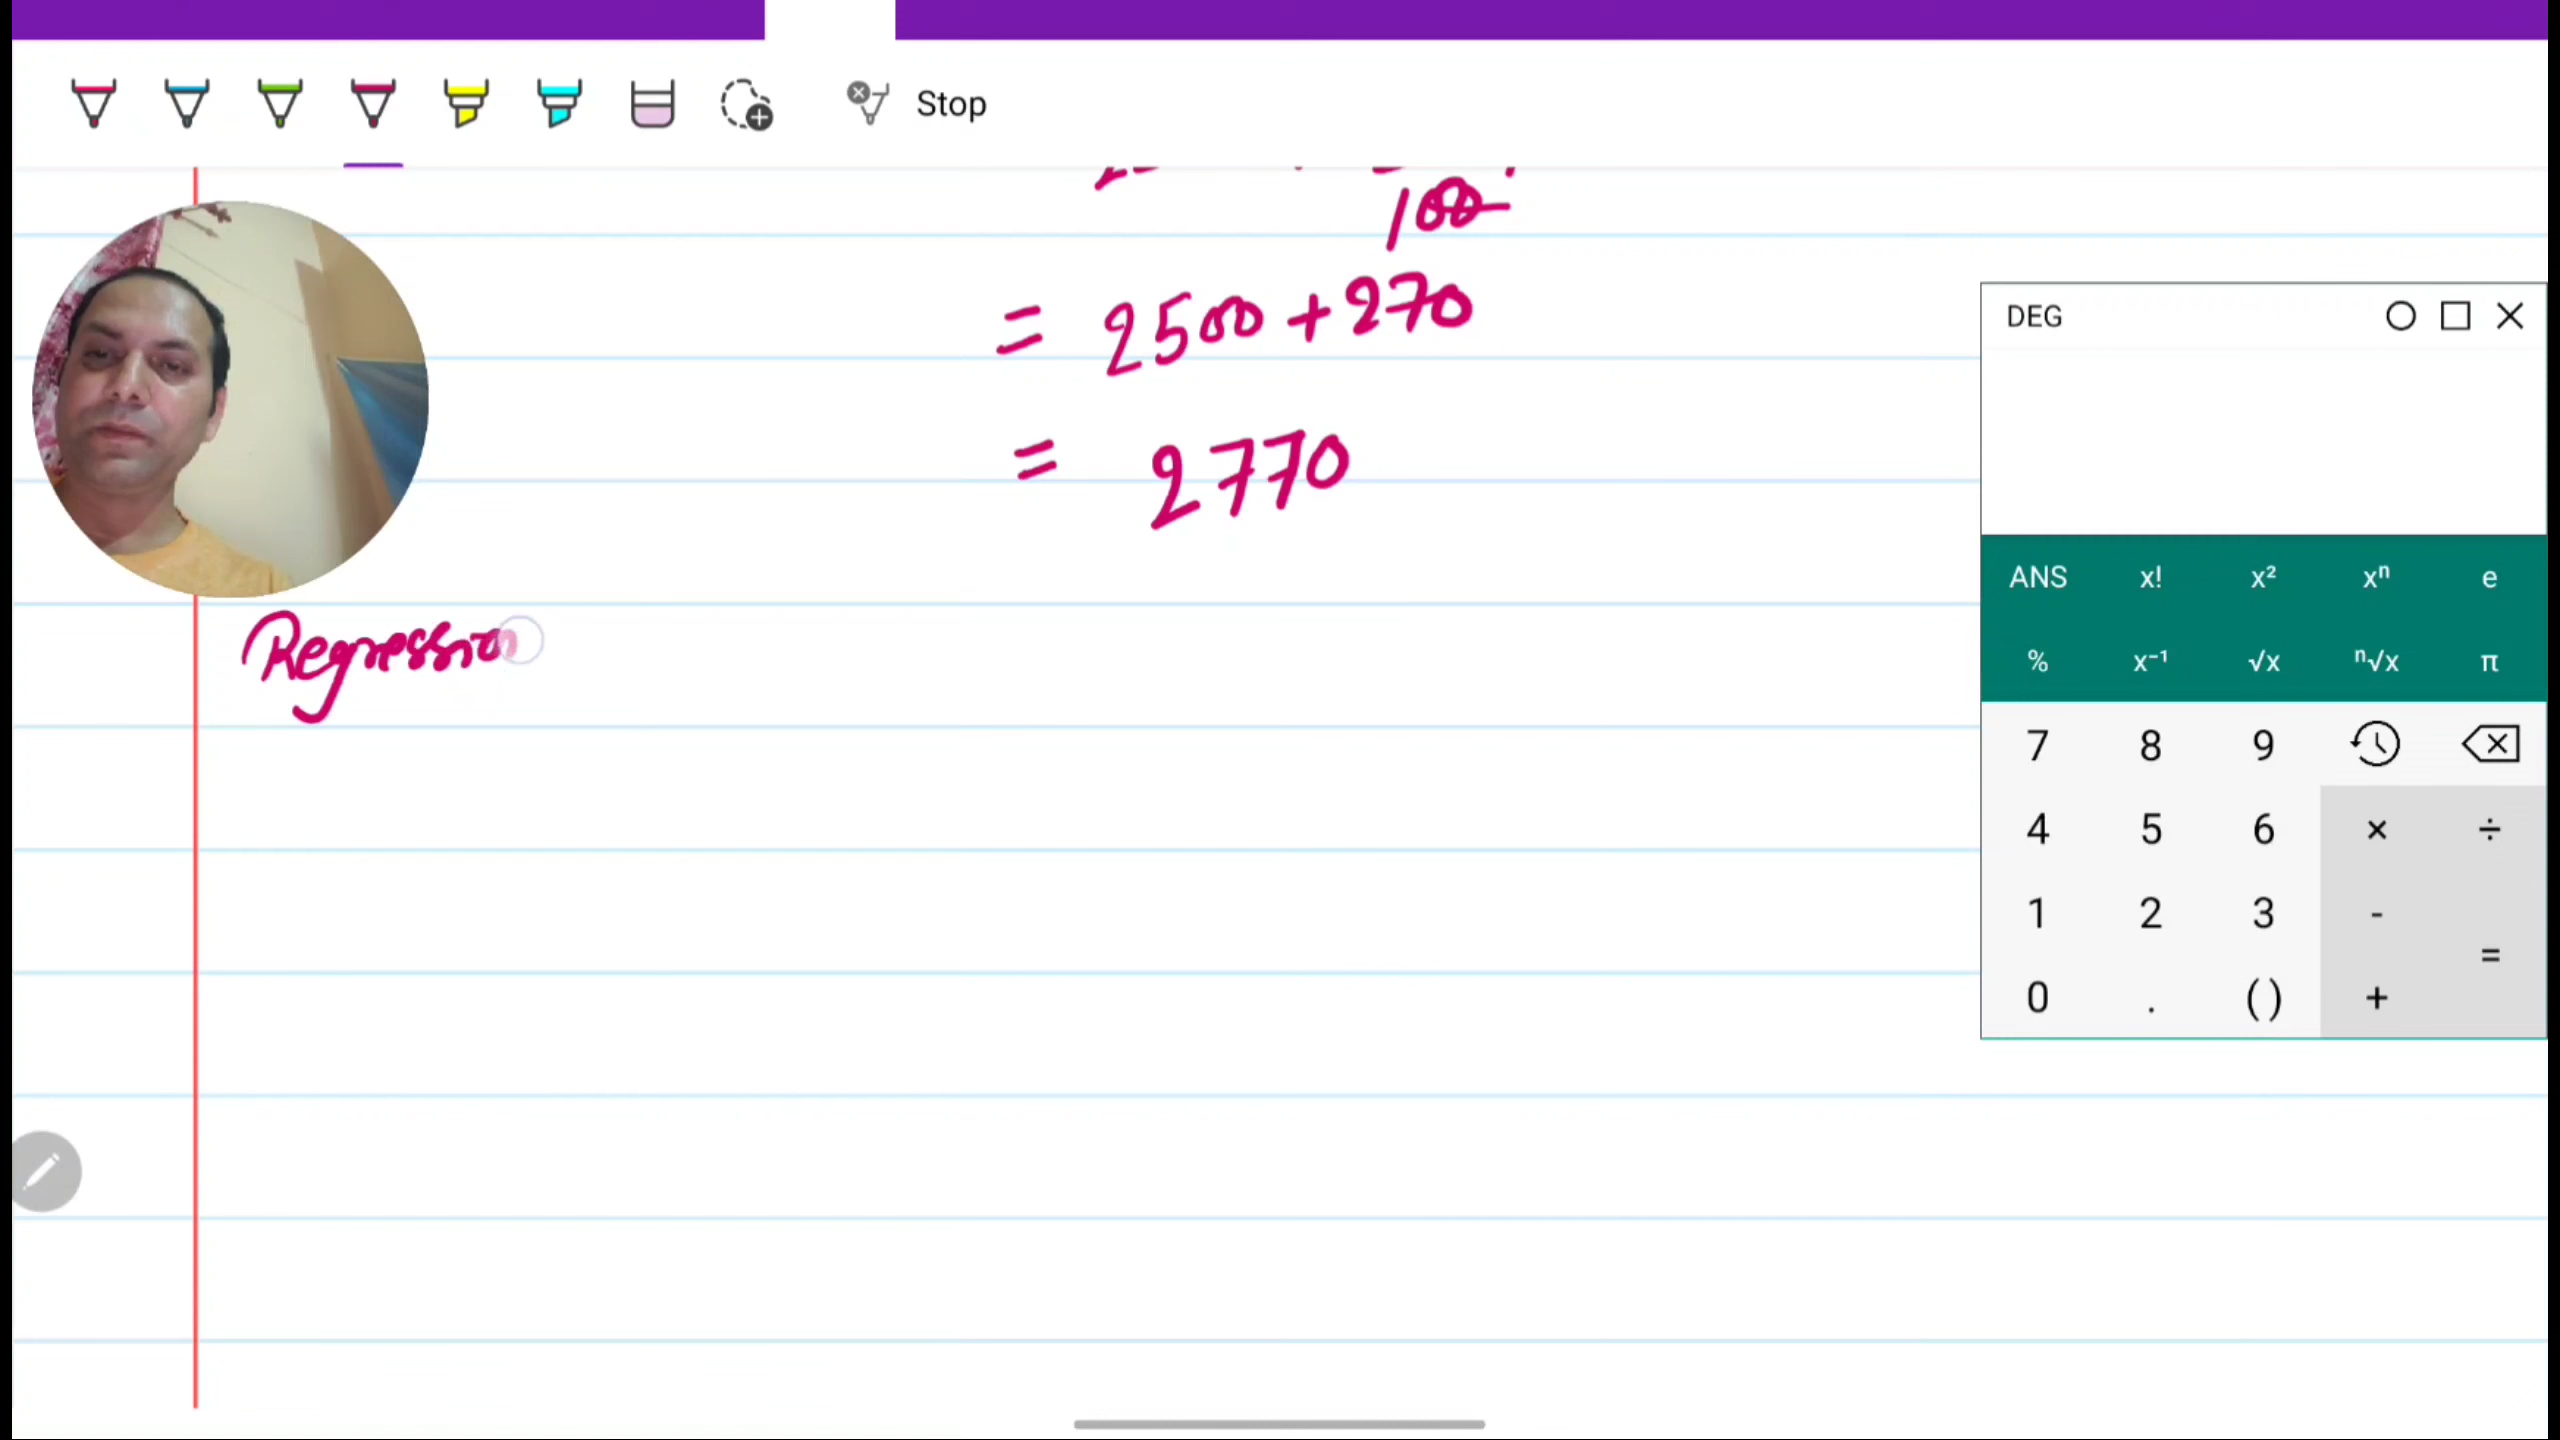 Stop
100
= 2500 + 270
= 2770
Regression
DEG
ANS x! x² xⁿ e
% x⁻¹ √x ⁿ√x π
7 8 9
4 5 6 × ÷
1 2 3 - =
0 . ( ) +